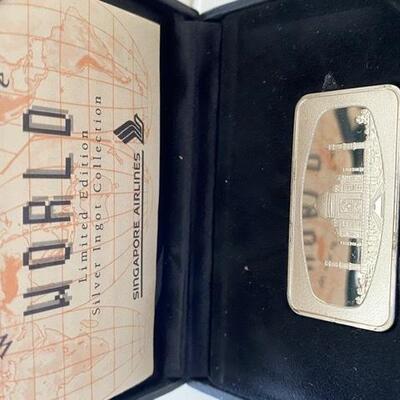 WORLD
Limited Edition
Silver Ingot Collection
SINGAPORE AIRLINES